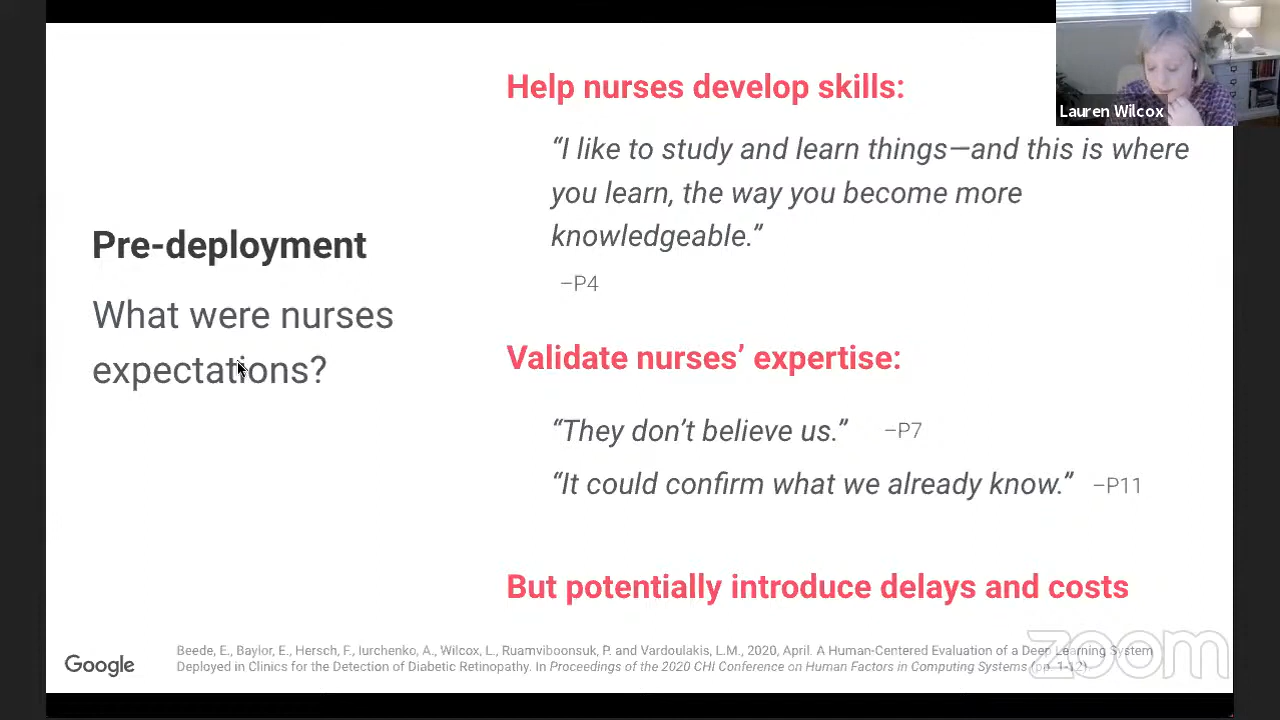 Help nurses develop skills:
Lauren Wilcox
“I like to study and learn things—and this is where
you learn, the way you become more
knowledgeable.”
–P4
Pre-deployment
What were nurses
expectations?
Validate nurses’ expertise:
“They don’t believe us.” –P7
“It could confirm what we already know.” –P11
But potentially introduce delays and costs
Google
Beede, E., Baylor, E., Hersch, F., Iurchenko, A., Wilcox, L., Ruamviboonsuk, P. and Vardoulakis, L.M., 2020, April. A Human-Centered Evaluation of a Deep Learning System
Deployed in Clinics for the Detection of Diabetic Retinopathy. In Proceedings of the 2020 CHI Conference on Human Factors in Computing Systems (pp. 1-12)
zoom